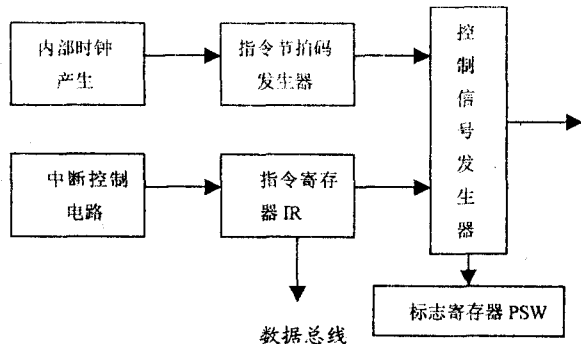 内部时钟
产生
指令节拍码
发生器
控
制
信
号
发
生
器
中断控制
电路
指令寄存
器 IR
标志寄存器 PSW
数据总线